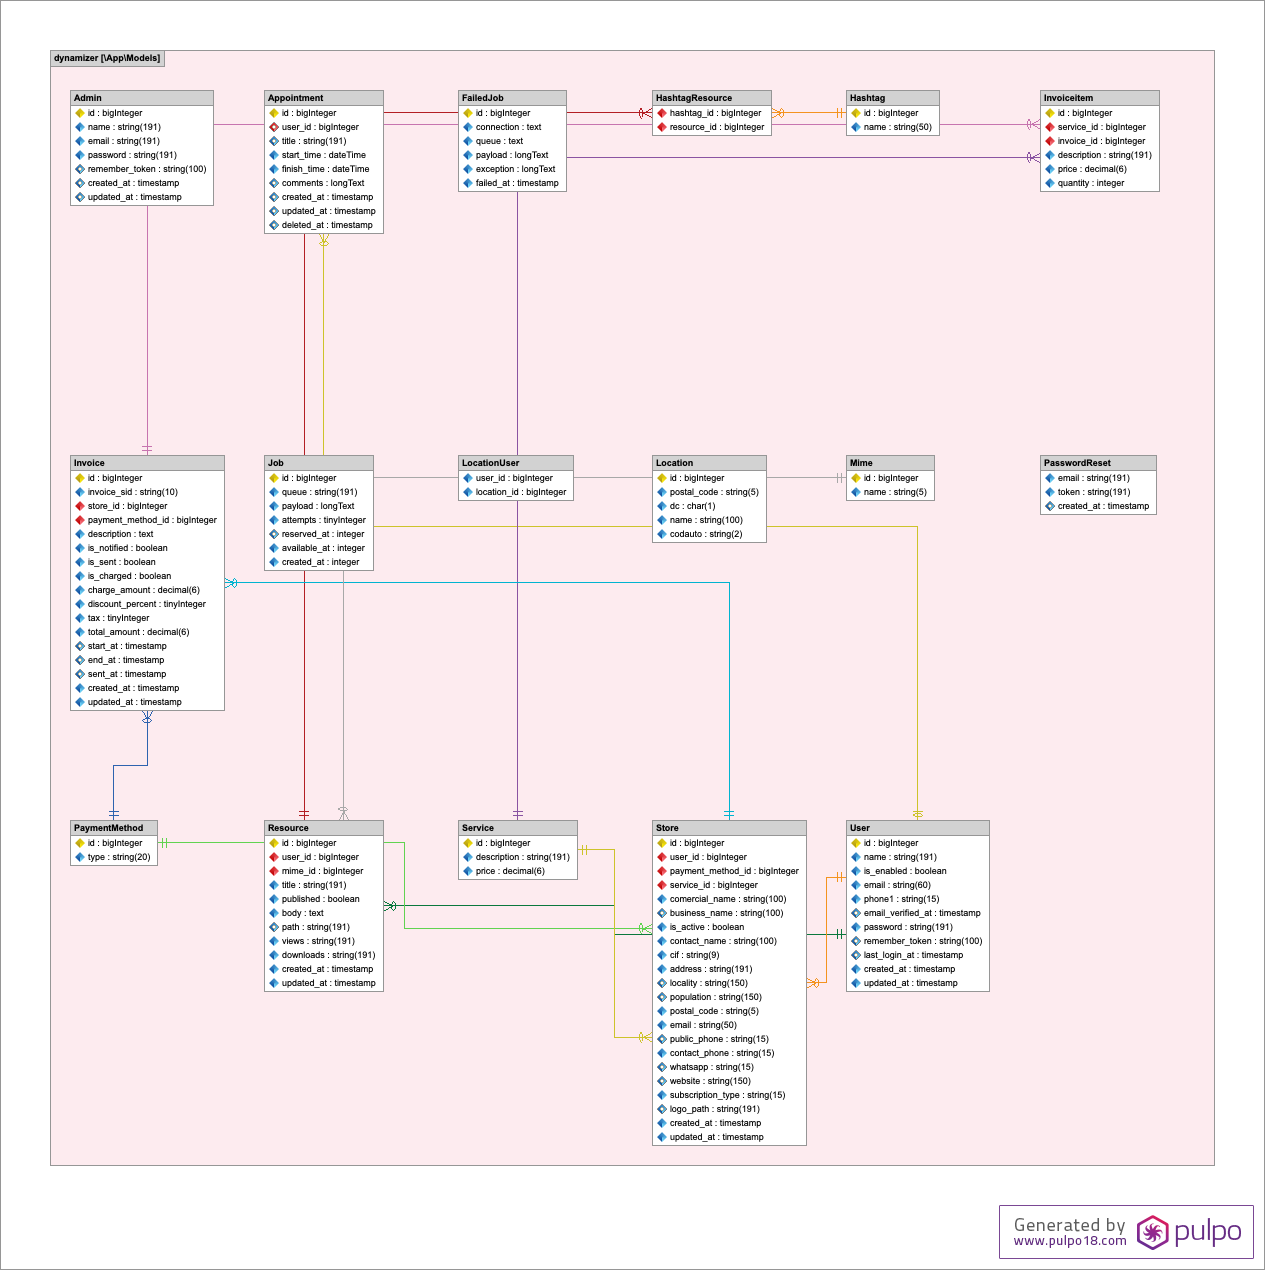 dynamizer [\App\Models]
Admin
id : bigInteger
name : string(191)
email : string(191)
password : string(191)
remember_token : string(100)
created_at : timestamp
updated_at : timestamp
Appointment
id : bigInteger
user_id : bigInteger
title : string(191)
start_time : dateTime
finish_time : dateTime
comments : longText
created_at : timestamp
updated_at : timestamp
deleted_at : timestamp
FailedJob
id : bigInteger
connection : text
queue : text
payload : longText
exception : longText
failed_at : timestamp
HashtagResource
hashtag_id : bigInteger
resource_id : bigInteger
Hashtag
id : bigInteger
name : string(50)
Invoiceitem
id : bigInteger
service_id : bigInteger
invoice_id : bigInteger
description : string(191)
price : decimal(6)
quantity : integer
Invoice
id : bigInteger
invoice_sid : string(10)
store_id : bigInteger
payment_method_id : bigInteger
description : text
is_notified : boolean
is_sent : boolean
is_charged : boolean
charge_amount : decimal(6)
discount_percent : tinyInteger
tax : tinyInteger
total_amount : decimal(6)
start_at : timestamp
end_at : timestamp
sent_at : timestamp
created_at : timestamp
updated_at : timestamp
Job
id : bigInteger
queue : string(191)
payload : longText
attempts : tinyInteger
reserved_at : integer
available_at : integer
created_at : integer
LocationUser
user_id : bigInteger
location_id : bigInteger
Location
id : bigInteger
postal_code : string(5)
dc : char(1)
name : string(100)
codauto : string(2)
Mime
id : bigInteger
name : string(5)
PasswordReset
email : string(191)
token : string(191)
created_at : timestamp
PaymentMethod
id : bigInteger
type : string(20)
Resource
id : bigInteger
user_id : bigInteger
mime_id : bigInteger
title : string(191)
published : boolean
body : text
path : string(191)
views : string(191)
downloads : string(191)
created_at : timestamp
updated_at : timestamp
Service
id : bigInteger
description : string(191)
price : decimal(6)
Store
id : bigInteger
user_id : bigInteger
payment_method_id : bigInteger
service_id : bigInteger
comercial_name : string(100)
business_name : string(100)
is_active : boolean
contact_name : string(100)
cif : string(9)
address : string(191)
locality : string(150)
population : string(150)
postal_code : string(5)
email : string(50)
public_phone : string(15)
contact_phone : string(15)
whatsapp : string(15)
website : string(150)
subscription_type : string(15)
logo_path : string(191)
created_at : timestamp
updated_at : timestamp
User
id : bigInteger
name : string(191)
is_enabled : boolean
email : string(60)
phone1 : string(15)
email_verified_at : timestamp
password : string(191)
remember_token : string(100)
last_login_at : timestamp
created_at : timestamp
updated_at : timestamp
Generated by
www.pulpo18.com
pulpo